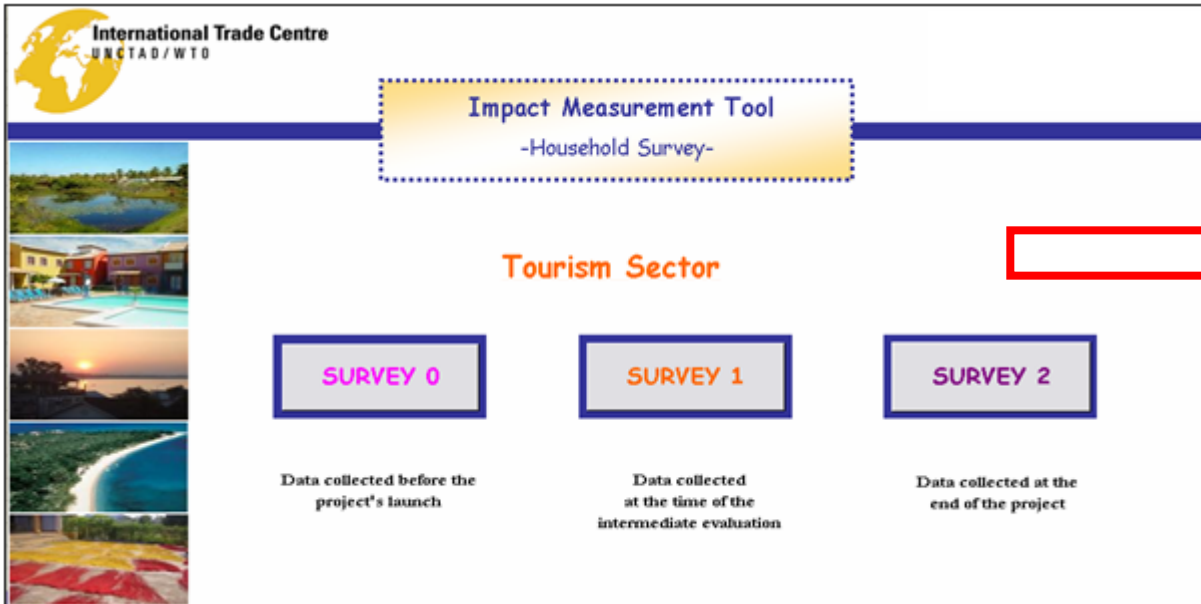 International Trade Centre
UNCTAD/WTO
Impact Measurement Tool
-Household Survey-
Tourism Sector
SURVEY 0
SURVEY 1
SURVEY 2
Data collected before the
project's launch
Data collected
at the time of the
intermediate evaluation
Data collected at the
end of the project